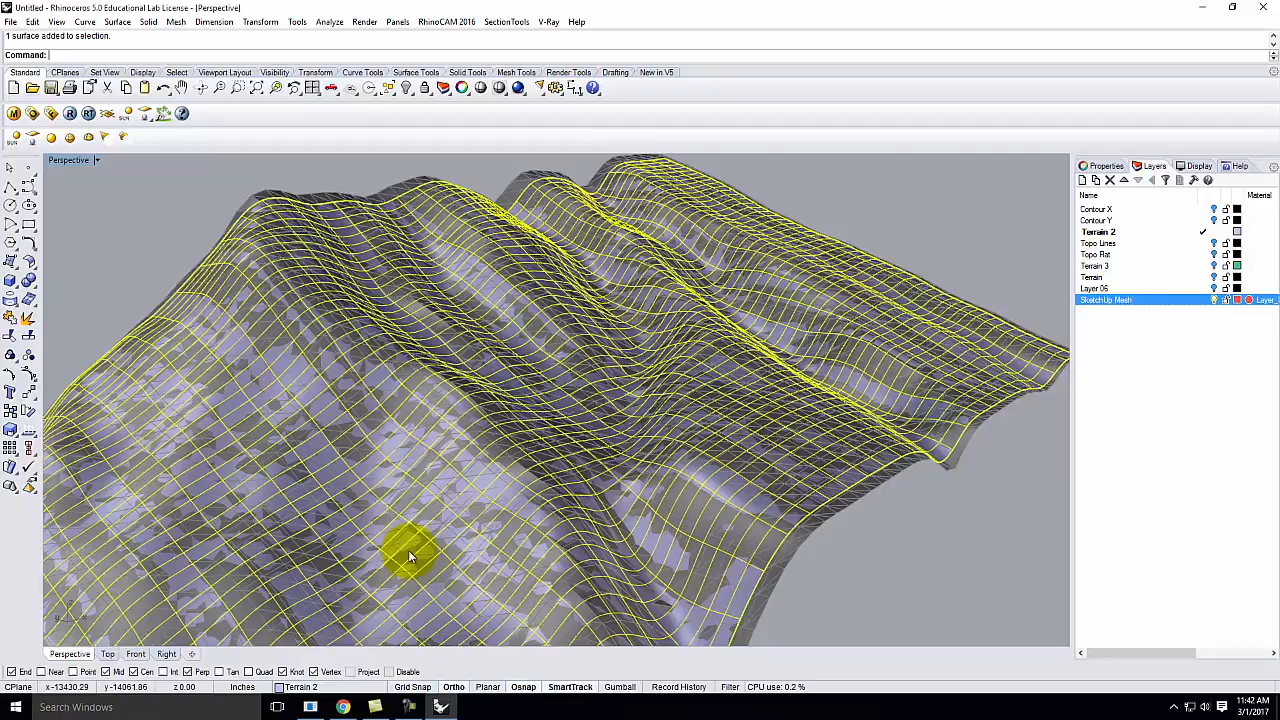 Untitled - Rhinoceros 5.0 Educational Lab License - [Perspective]
File Edit View Curve Surface Solid Mesh Dimension Transform Tools Analyze Render Panels RhinoCAM 2016 SectionTools V-Ray Help
1 surface added to selection.
Command:
Standard CPlanes Set View Display Select Viewport Layout Visibility Transform Curve Tools Surface Tools Solid Tools Mesh Tools Render Tools Drafting New in V5
M R RT SUN
SUN
Perspective
Properties Layers Display Help
Name Material
Contour X
Contour Y
Terrain 2
Topo Lines
Topo Flat
Terrain 3
Terrain
Layer 06
SketchUp Mesh Layer_
Perspective Top Front Right
End Near Point Mid Cen Int Perp Tan Quad Knot Vertex Project Disable
CPlane x -13430.29 y -14061.86 z 0.00 Inches Terrain 2 Grid Snap Ortho Planar Osnap SmartTrack Gumball Record History Filter CPU use: 0.2 %
Search Windows
11:42 AM
3/1/2017